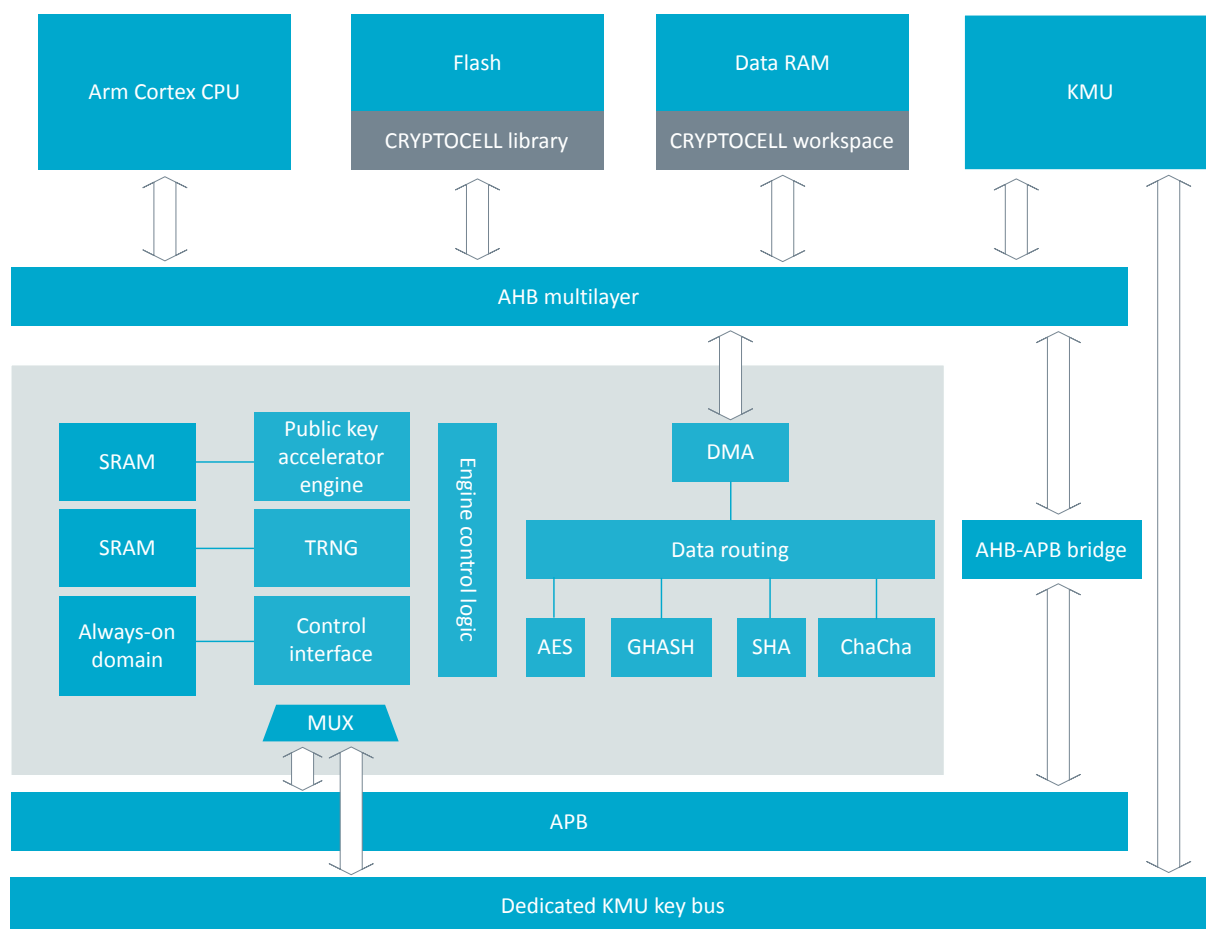 Arm Cortex CPU
Flash
CRYPTOCELL library
Data RAM
CRYPTOCELL workspace
KMU
AHB multilayer
SRAM
Public key
accelerator
engine
SRAM
TRNG
Always-on
domain
Control
interface
MUX
Engine control logic
DMA
Data routing
AES
GHASH
SHA
ChaCha
AHB-APB bridge
APB
Dedicated KMU key bus